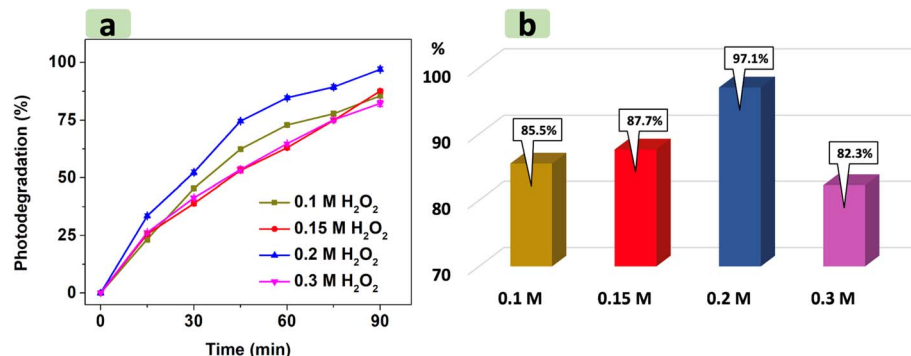 a
Photodegradation (%)
100
75
50
25
0
0.1 M H₂O₂
0.15 M H₂O₂
0.2 M H₂O₂
0.3 M H₂O₂
0 30 60 90
Time (min)
b
%
100
90
80
70
85.5%
87.7%
97.1%
82.3%
0.1 M 0.15 M 0.2 M 0.3 M